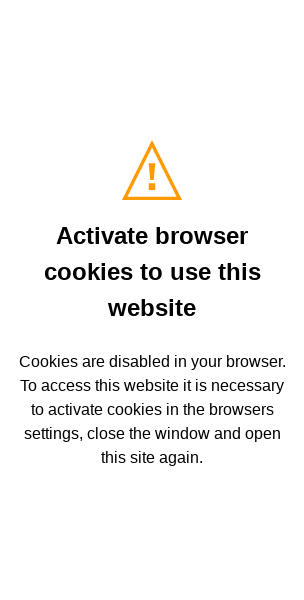 Activate browser
cookies to use this
website
Cookies are disabled in your browser.
To access this website it is necessary
to activate cookies in the browsers
settings, close the window and open
this site again.